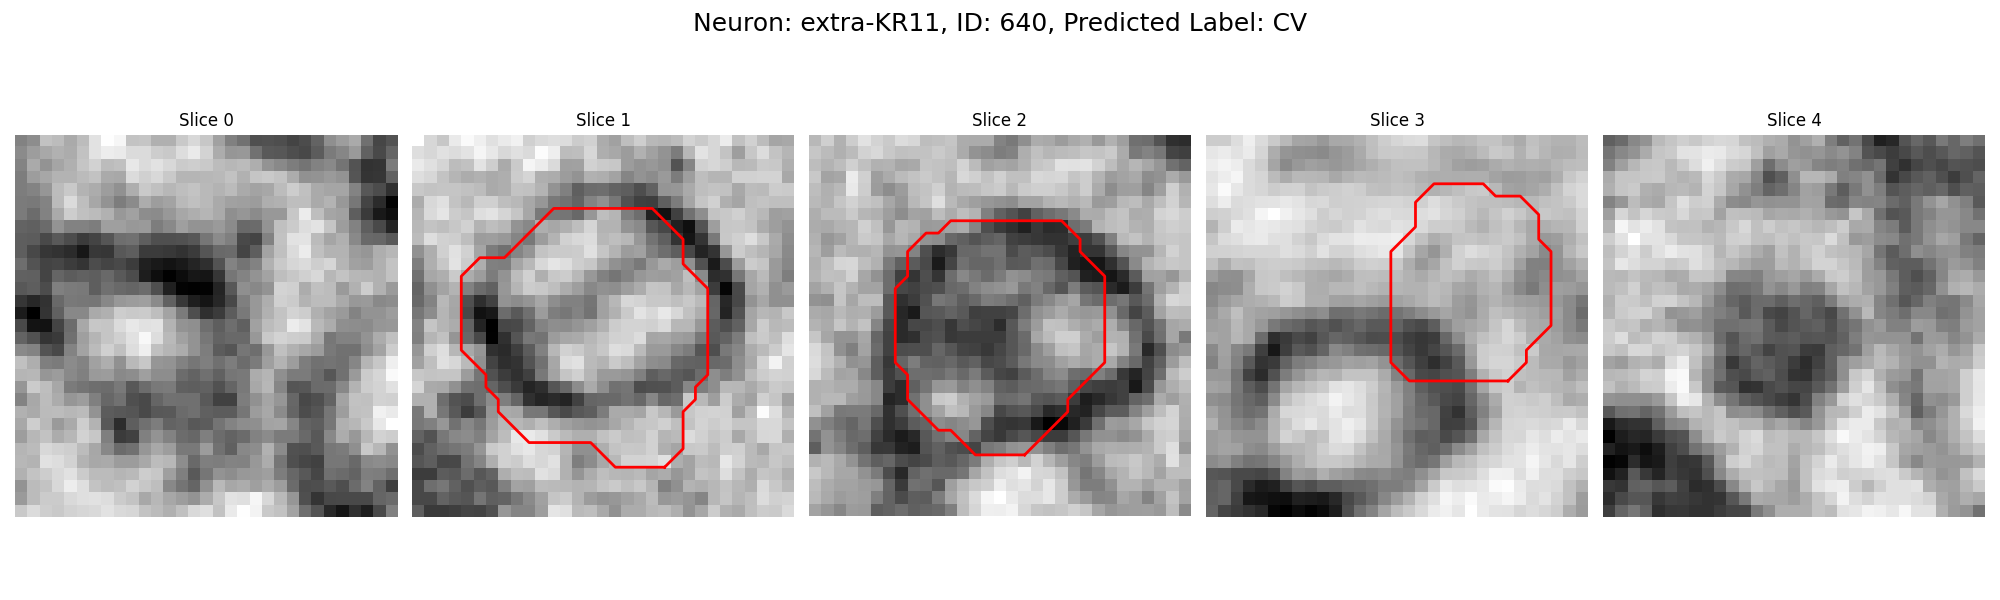 Neuron: extra-KR11, ID: 640, Predicted Label: CV
Slice 0
Slice 1
Slice 2
Slice 3
Slice 4